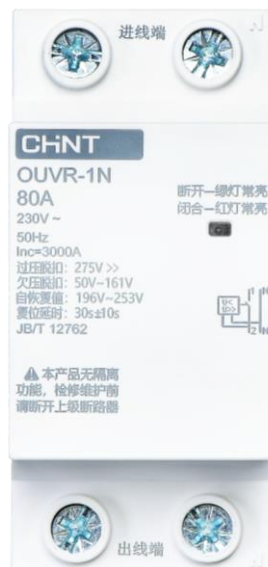 进线端
CHiNT
OUVR-1N
80A
230V ~
50Hz
Inc=3000A
过压脱扣: 275V >>
欠压脱扣: 50V~161V
自恢复值: 196V~253V
复位延时: 30s±10s
JB/T 12762
断开—绿灯常亮
闭合—红灯常亮
本产品无隔离
功能, 检修维护前
请断开上级断路器
出线端